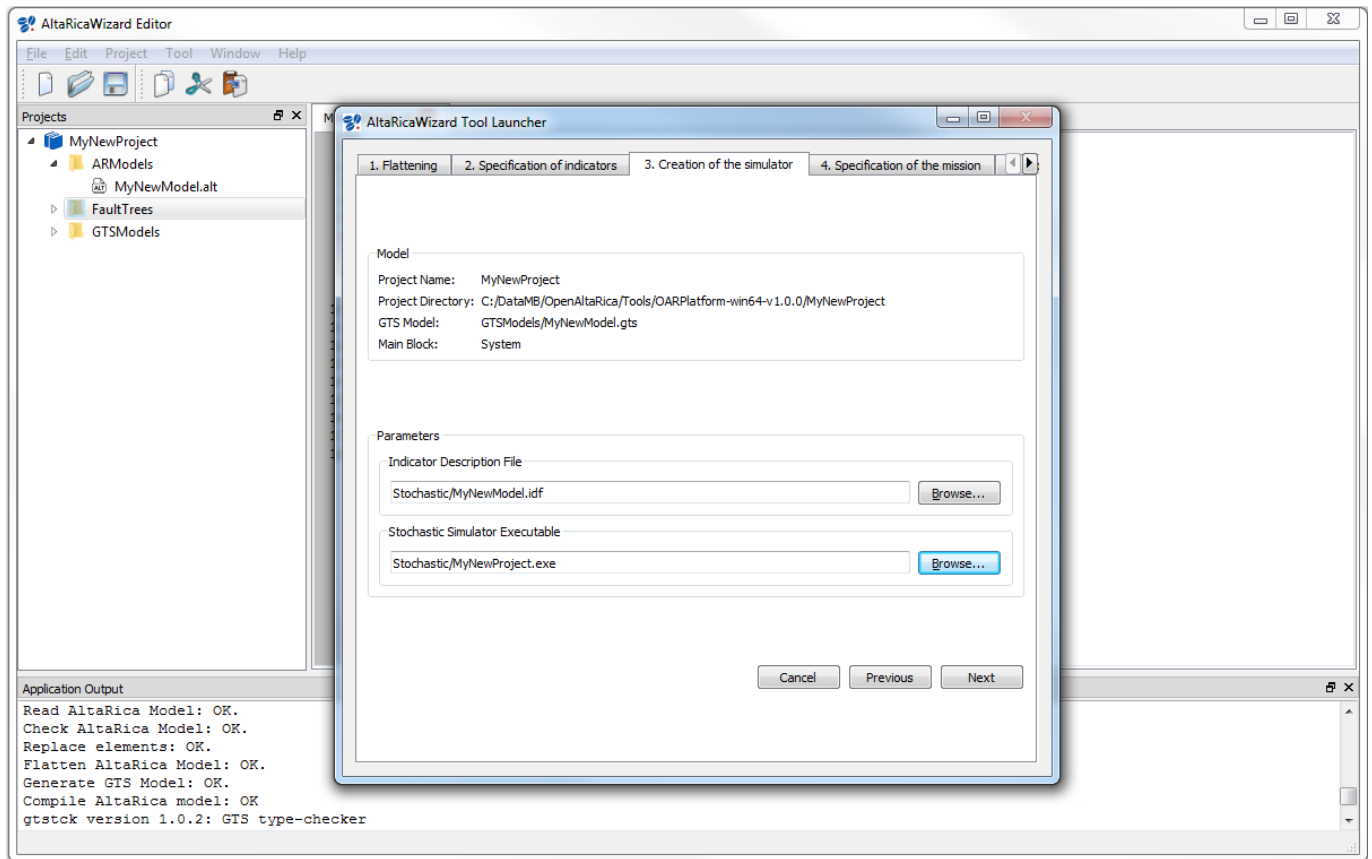 AltaRicaWizard Editor
File Edit Project Tool Window Help
Projects
MyNewProject
ARModels
MyNewModel.alt
FaultTrees
GTSModels
AltaRicaWizard Tool Launcher
1. Flattening 2. Specification of indicators 3. Creation of the simulator 4. Specification of the mission
Model
Project Name: MyNewProject
Project Directory: C:/DataMB/OpenAltaRica/Tools/OARPlatform-win64-v1.0.0/MyNewProject
GTS Model: GTSModels/MyNewModel.gts
Main Block: System
Parameters
Indicator Description File
Stochastic/MyNewModel.idf Browse...
Stochastic Simulator Executable
Stochastic/MyNewProject.exe Browse...
Cancel Previous Next
Application Output
Read AltaRica Model: OK.
Check AltaRica Model: OK.
Replace elements: OK.
Flatten AltaRica Model: OK.
Generate GTS Model: OK.
Compile AltaRica model: OK
gtstck version 1.0.2: GTS type-checker